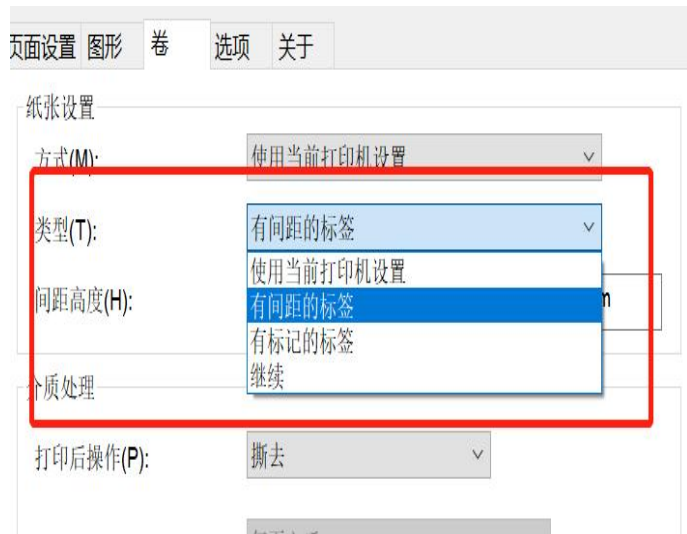 页面设置 图形 卷 选项 关于
纸张设置
方式(M): 使用当前打印机设置
类型(T): 有间距的标签
使用当前打印机设置
间距高度(H): 有间距的标签 m
有标记的标签
继续
介质处理
打印后操作(P): 撕去